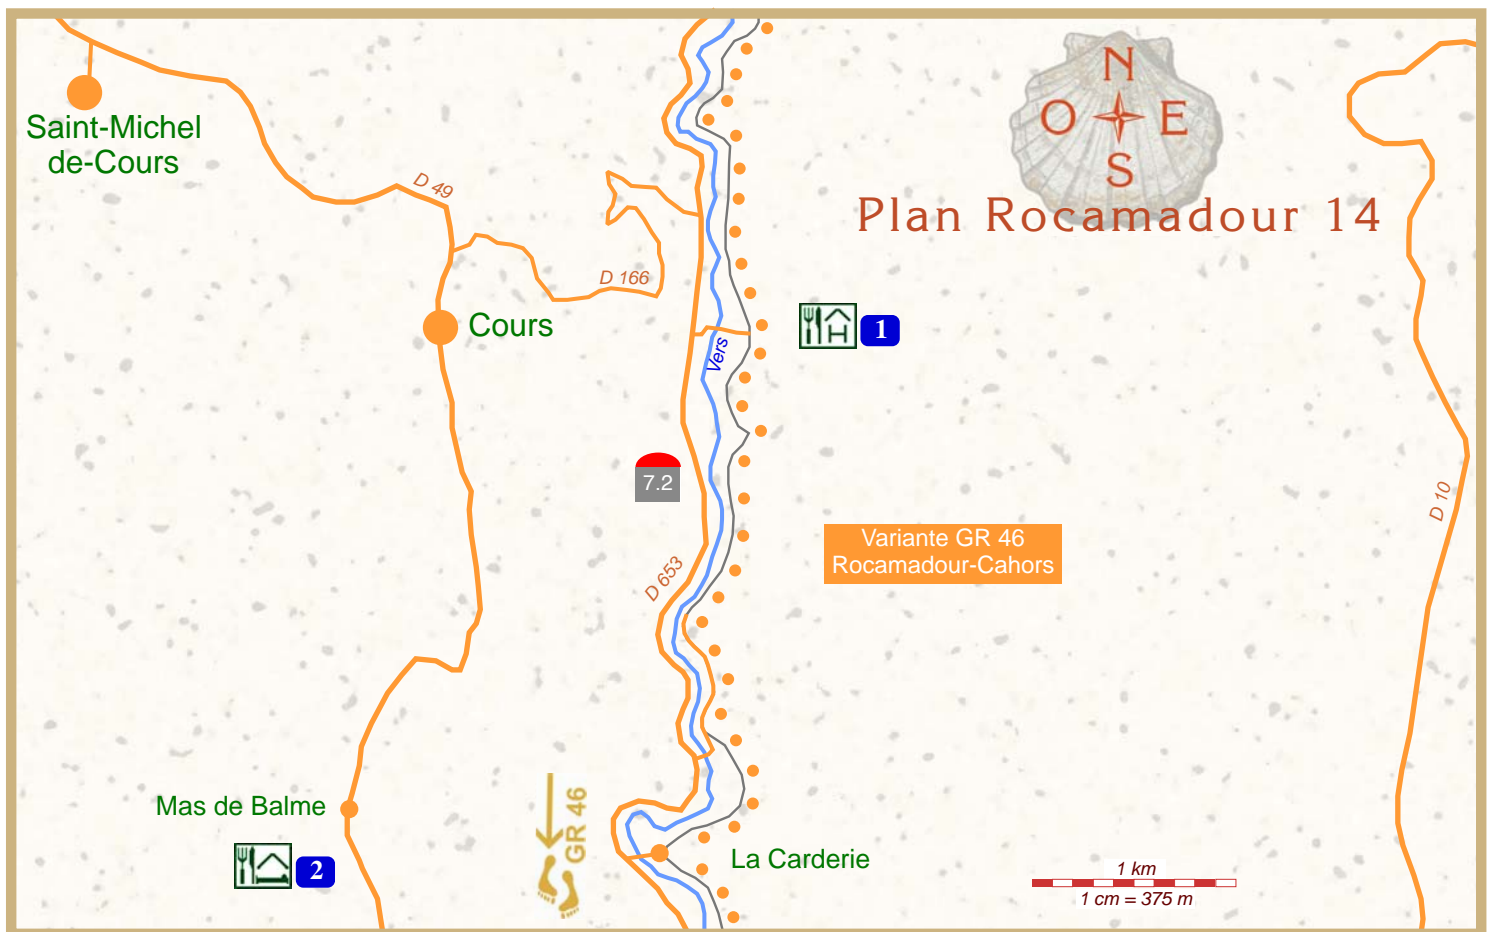 N
O E
S
Plan Rocamadour 14
Saint-Michel
de-Cours
D 49
D 166
Cours
1
Vers
7.2
D 10
Variante GR 46
Rocamadour-Cahors
D 653
Mas de Balme
GR 46
2
La Carderie
1 km
1 cm = 375 m